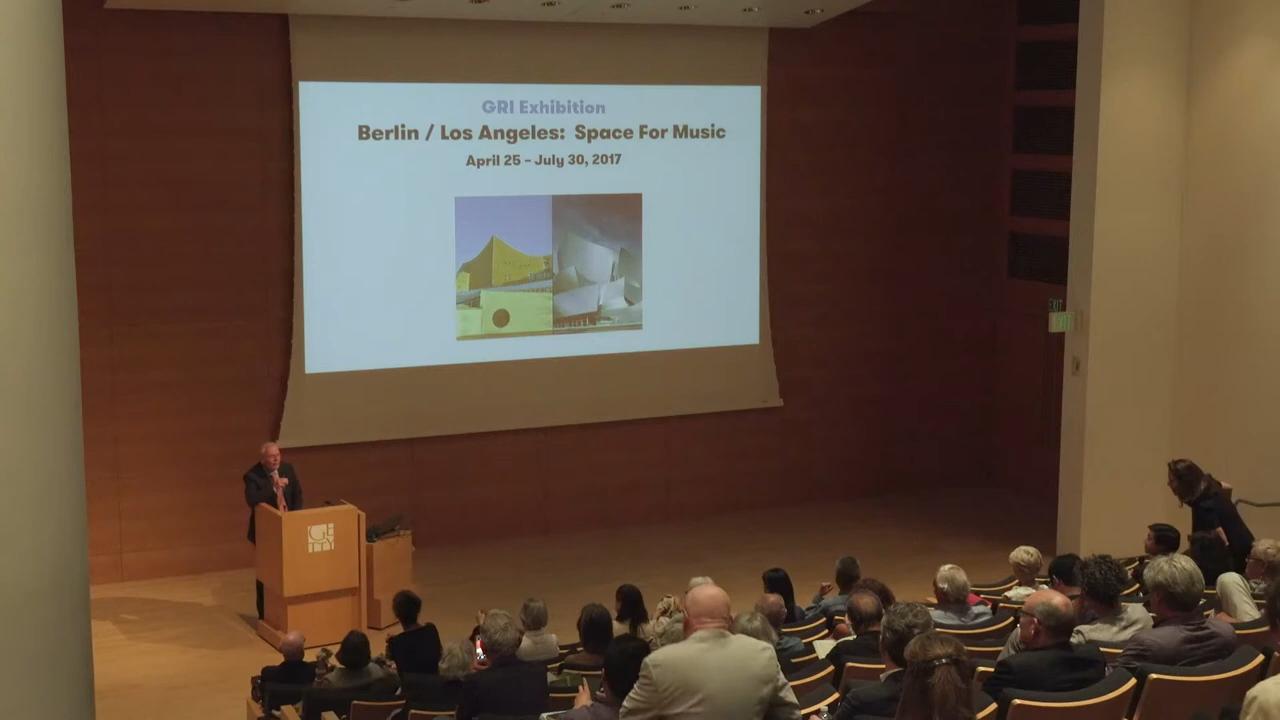 GRI Exhibition
Berlin / Los Angeles: Space For Music
April 25 – July 30, 2017
GETTY
EXIT